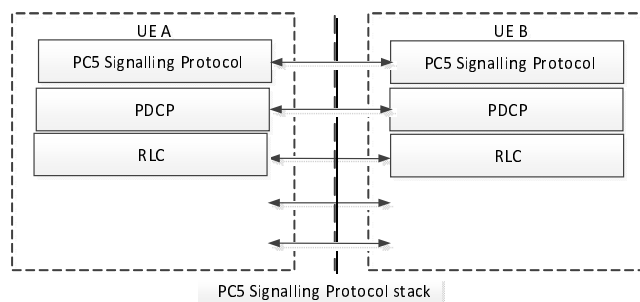 UE A
UE B
PC5 Signalling Protocol
PC5 Signalling Protocol
PDCP
PDCP
RLC
RLC
PC5 Signalling Protocol stack